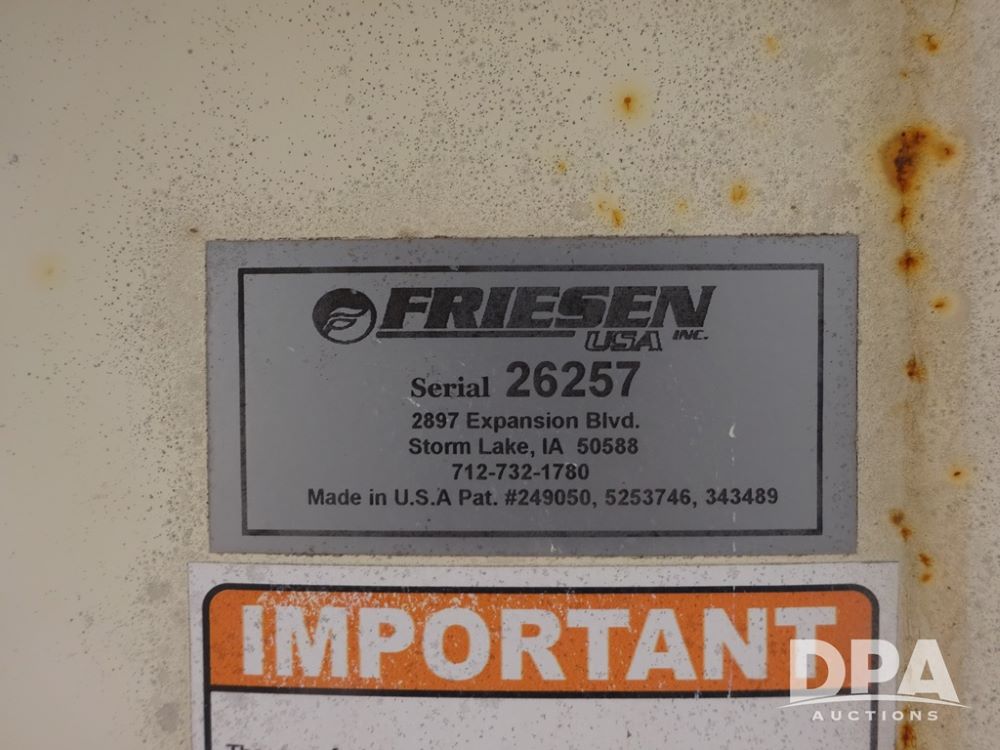 FRIESEN
USA INC.
Serial 26257
2897 Expansion Blvd.
Storm Lake, IA 50588
712-732-1780
Made in U.S.A Pat. #249050, 5253746, 343489
IMPORTANT
DPA
AUCTIONS